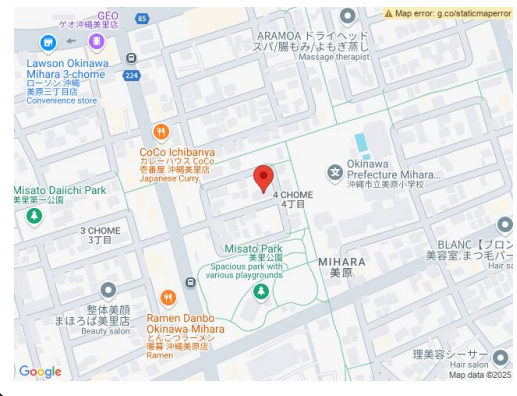 GEO
ゲオ沖縄美里店
85
Map error: g.co/staticmaperror
ARAMOA ドライヘッド
スパ/腸もみ/よもぎ蒸し
Massage therapist
Lawson Okinawa
Mihara 3-chome
ローソン 沖縄
美原三丁目店
Convenience store
224
CoCo Ichibanya
カレーハウス CoCo
壱番屋 沖縄美里店
Japanese Curry
Okinawa
Prefecture Mihara...
沖縄市立美原小学校
Misato Daiichi Park
美里第一公園
4 CHOME
4丁目
3 CHOME
3丁目
Misato Park
美里公園
Spacious park with
various playgrounds
MIHARA
美原
BLANC【ブロン
美容室.まつ毛パー
Hair sa
整体美顔
まほろば美里店
Beauty salon
Ramen Danbo
Okinawa Mihara
とんこつラーメン
暖暮 沖縄美原店
Ramen
理美容シーサー
Hair salon
Google
Map data ©2025